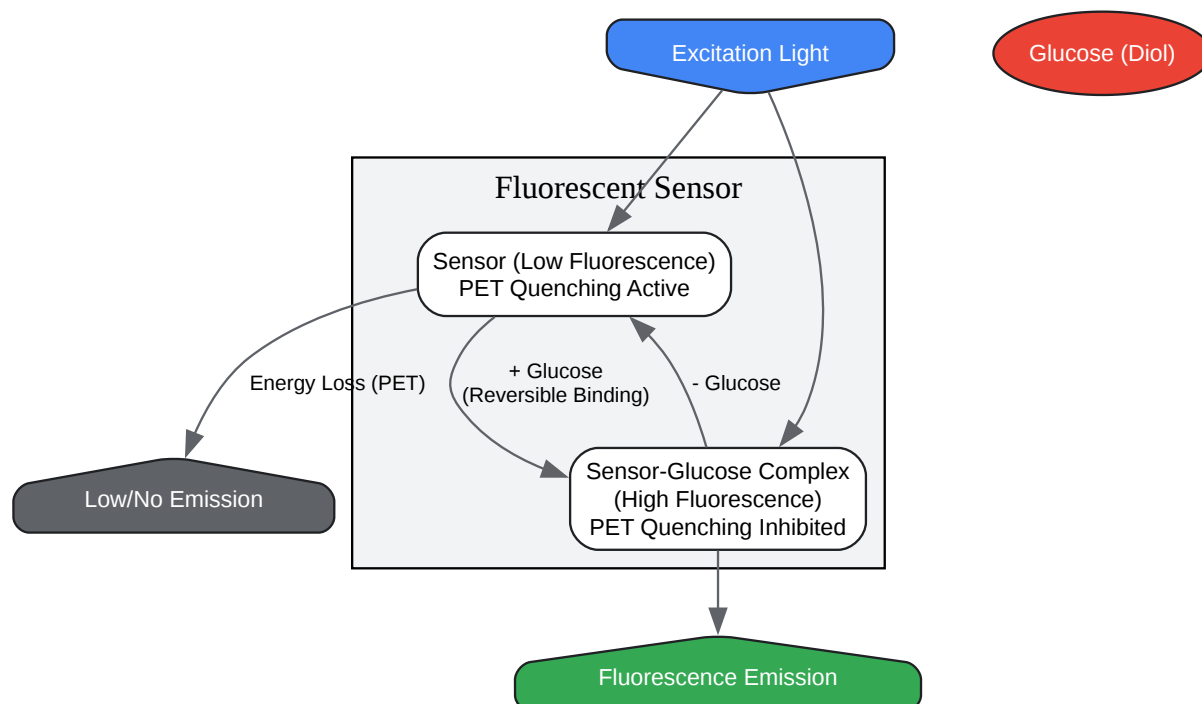 Excitation Light
Glucose (Diol)
Fluorescent Sensor
Sensor (Low Fluorescence)
PET Quenching Active
Energy Loss (PET)
+ Glucose
(Reversible Binding)
- Glucose
Sensor-Glucose Complex
(High Fluorescence)
PET Quenching Inhibited
Low/No Emission
Fluorescence Emission